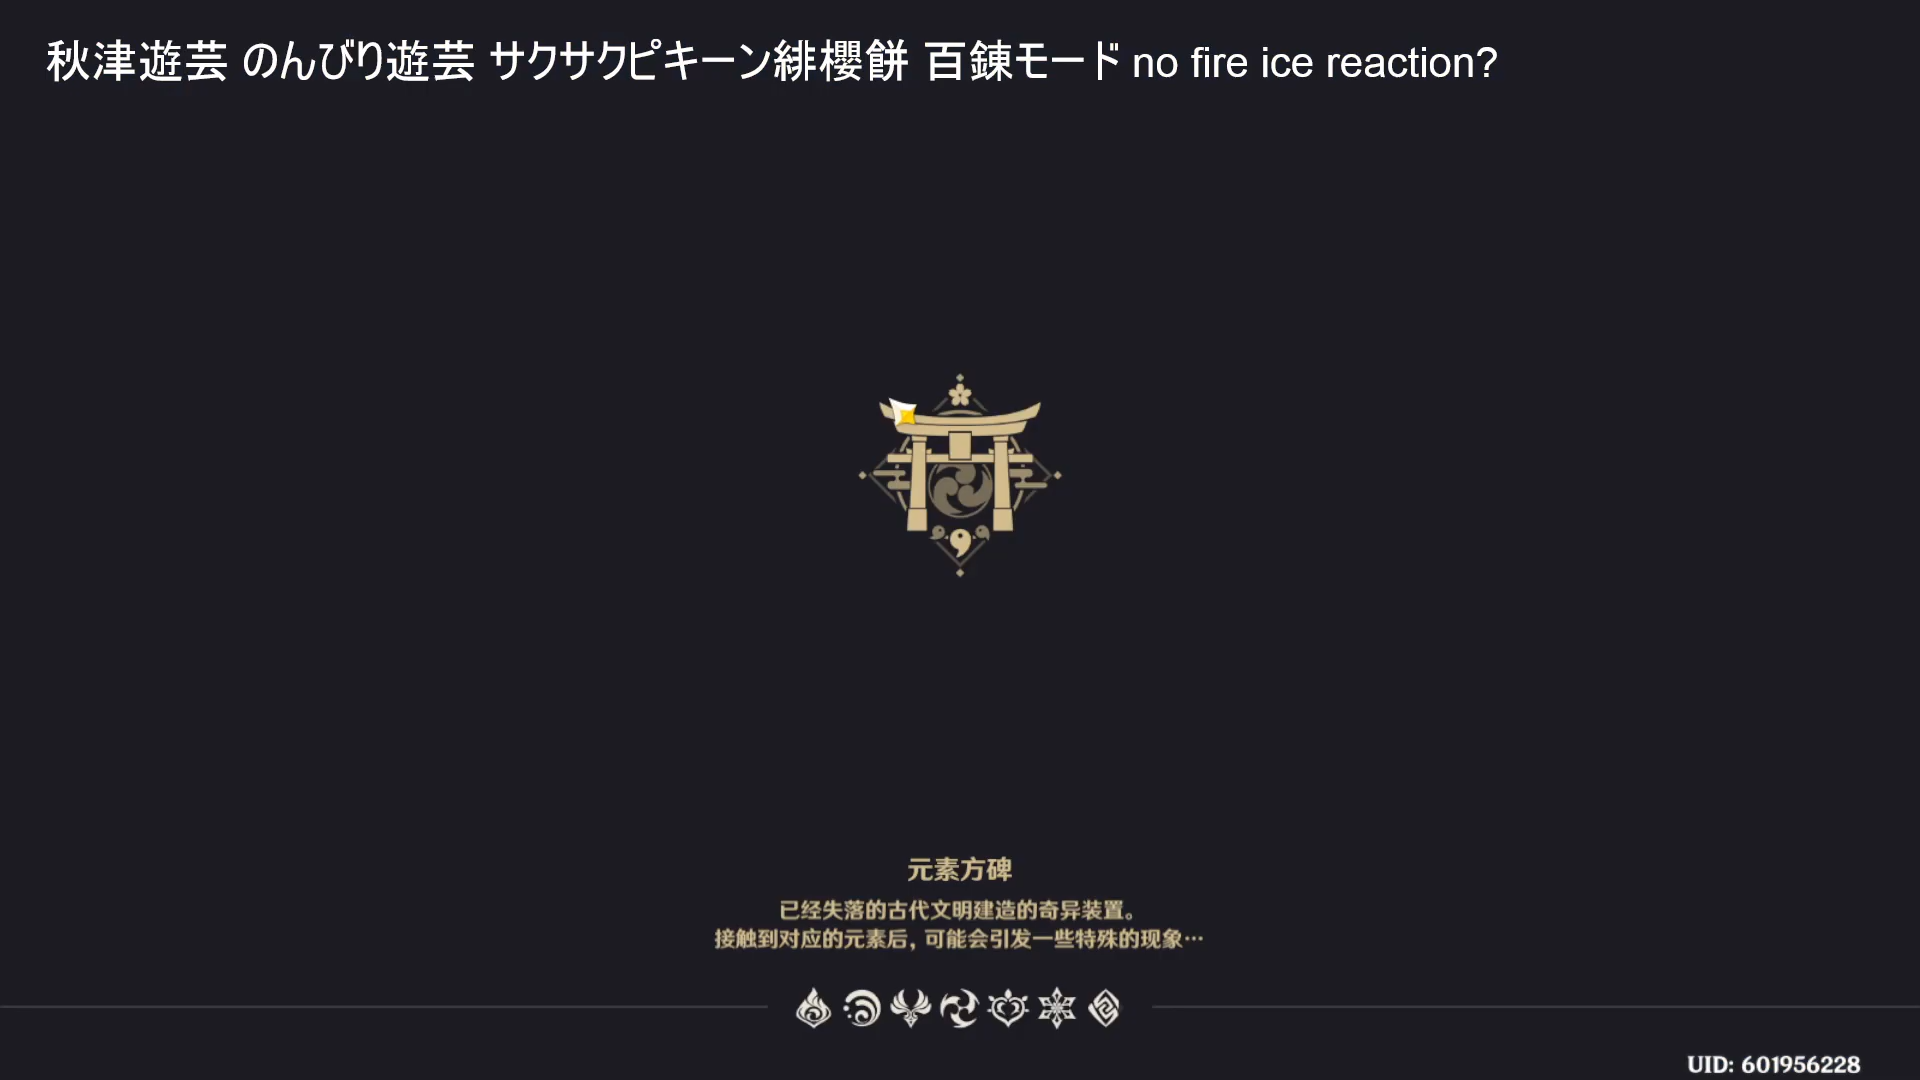 秋津遊芸 のんびり遊芸 サクサクピキーン緋櫻餅 百錬モード no fire ice reaction?
元素方碑
已经失落的古代文明建造的奇异装置。
接触到对应的元素后，可能会引发一些特殊的现象…
UID: 601956228